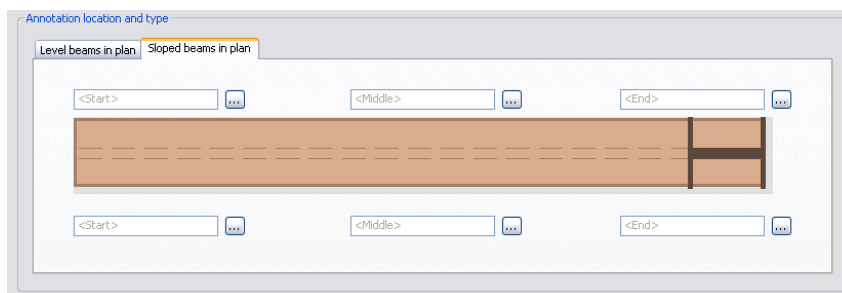 Annotation location and type
Level beams in plan Sloped beams in plan
<Start> ... <Middle> ... <End> ...
<Start> ... <Middle> ... <End> ...